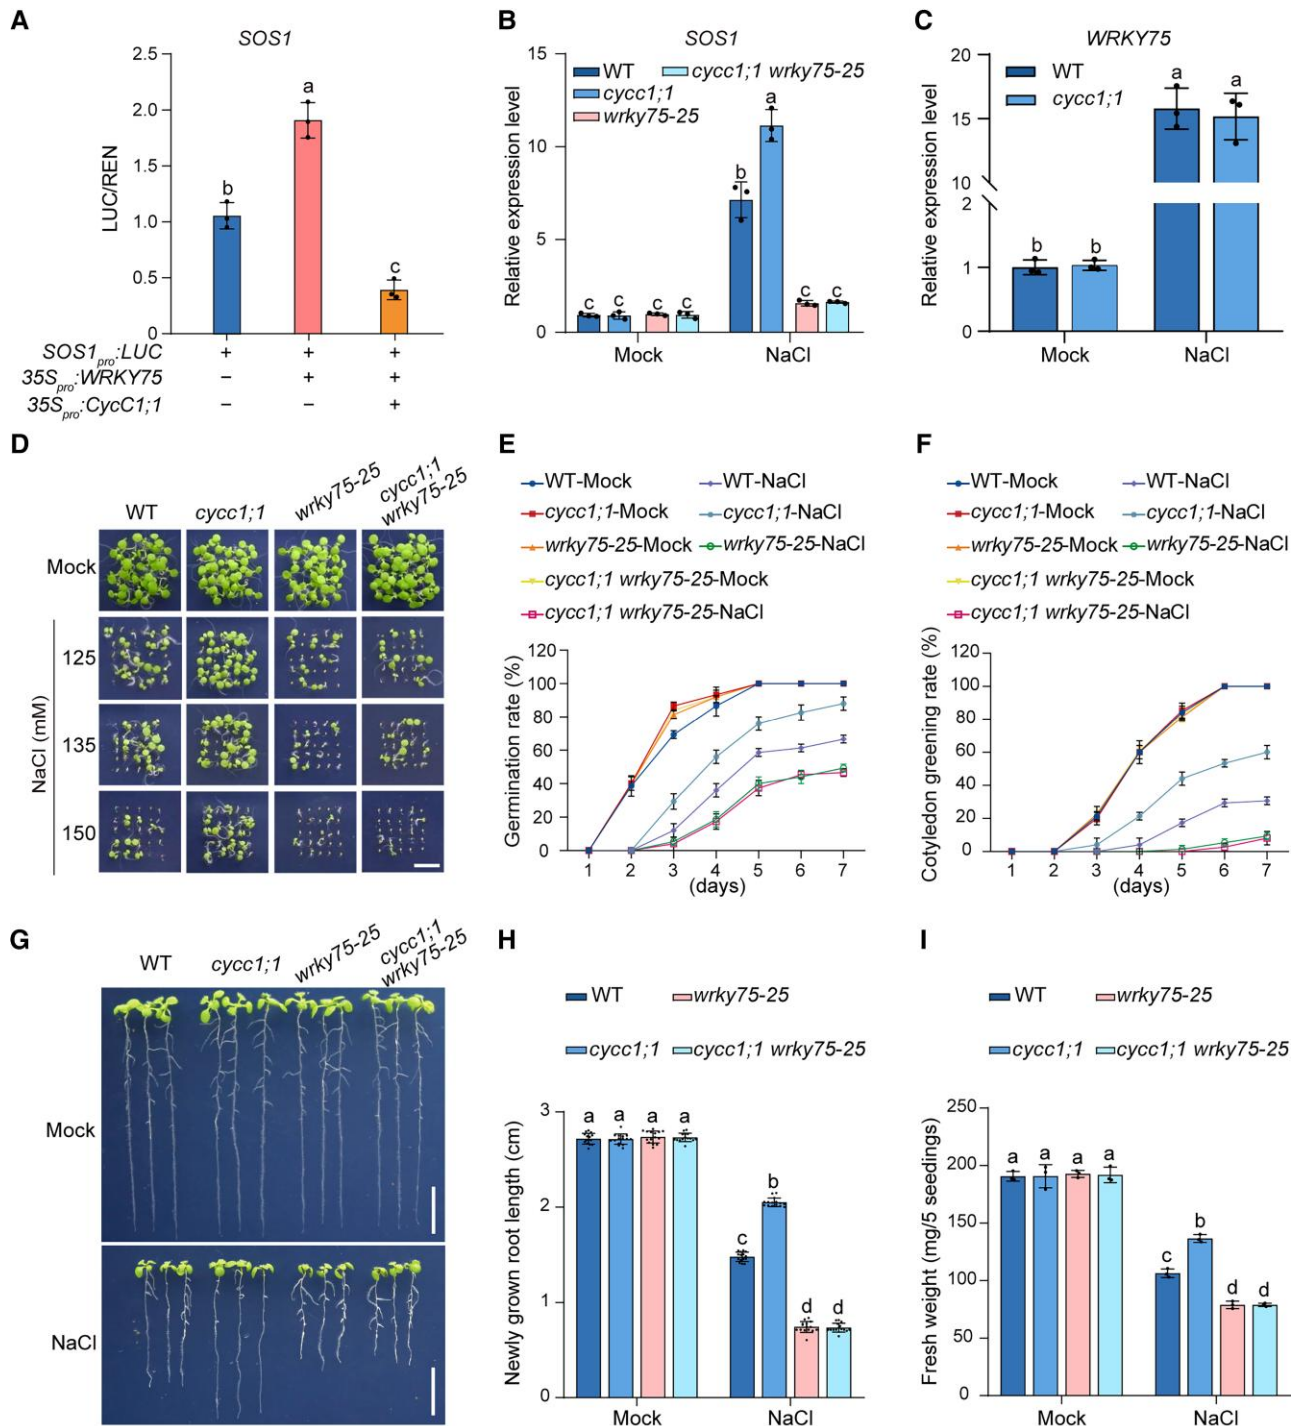 A
SOS1
LUC/REN
2.5
2.0
1.5
1.0
0.5
0
b
a
c
SOS1pro:LUC + + +
35Spro:WRKY75 – + +
35Spro:CycC1;1 – – +
B
SOS1
Relative expression level
15
10
5
0
WT
cycc1;1 wrky75-25
cycc1;1
wrky75-25
c c c c
b a c c
Mock NaCl
C
WRKY75
Relative expression level
20
15
10
2
1
0
WT
cycc1;1
b b a a
Mock NaCl
D
WT cycc1;1 wrky75-25 cycc1;1 wrky75-25
Mock
NaCl (mM)
125
135
150
E
WT-Mock WT-NaCl
cycc1;1-Mock cycc1;1-NaCl
wrky75-25-Mock wrky75-25-NaCl
cycc1;1 wrky75-25-Mock
cycc1;1 wrky75-25-NaCl
Germination rate (%)
100
80
60
40
20
0
1 2 3 4 5 6 7
(days)
F
WT-Mock WT-NaCl
cycc1;1-Mock cycc1;1-NaCl
wrky75-25-Mock wrky75-25-NaCl
cycc1;1 wrky75-25-Mock
cycc1;1 wrky75-25-NaCl
Cotyledon greening rate (%)
100
80
60
40
20
0
1 2 3 4 5 6 7
(days)
G
WT cycc1;1 wrky75-25 cycc1;1 wrky75-25
Mock
NaCl
H
WT wrky75-25
cycc1;1 cycc1;1 wrky75-25
Newly grown root length (cm)
3
2
1
0
a a a a
c b d d
Mock NaCl
I
WT wrky75-25
cycc1;1 cycc1;1 wrky75-25
Fresh weight (mg/5 seedings)
250
200
150
100
50
0
a a a a
c b d d
Mock NaCl